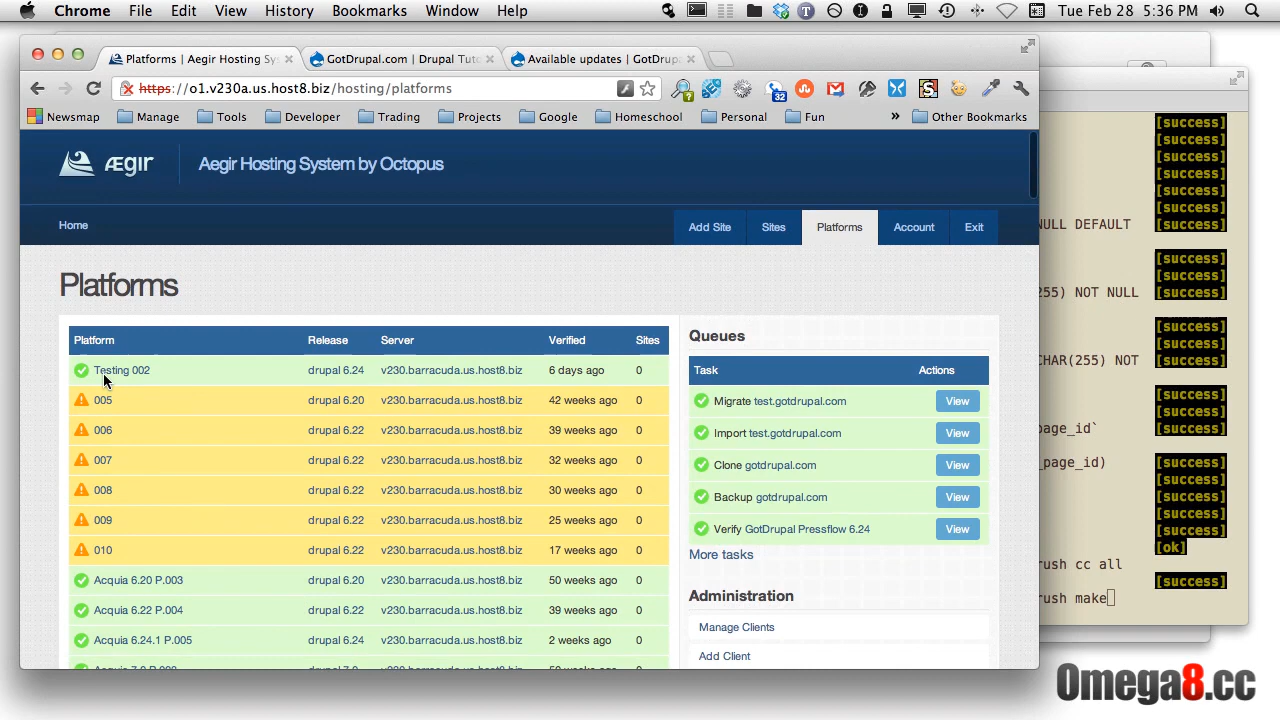 Chrome File Edit View History Bookmarks Window Help Tue Feb 28 5:36 PM
Platforms | Aegir Hosting Sys
GotDrupal.com | Drupal Tuto
Available updates | GotDrup
https://o1.v230a.us.host8.biz/hosting/platforms
32
Newsmap Manage Tools Developer Trading Projects Google Homeschool Personal Fun » Other Bookmarks
ÆGIR Aegir Hosting System by Octopus
Home Add Site Sites Platforms Account Exit
Platforms
Platform Release Server Verified Sites
Testing 002 drupal 6.24 v230.barracuda.us.host8.biz 6 days ago 0
005 drupal 6.20 v230.barracuda.us.host8.biz 42 weeks ago 0
006 drupal 6.22 v230.barracuda.us.host8.biz 39 weeks ago 0
007 drupal 6.22 v230.barracuda.us.host8.biz 32 weeks ago 0
008 drupal 6.22 v230.barracuda.us.host8.biz 30 weeks ago 0
009 drupal 6.22 v230.barracuda.us.host8.biz 25 weeks ago 0
010 drupal 6.22 v230.barracuda.us.host8.biz 17 weeks ago 0
Acquia 6.20 P.003 drupal 6.20 v230.barracuda.us.host8.biz 50 weeks ago 0
Acquia 6.22 P.004 drupal 6.22 v230.barracuda.us.host8.biz 39 weeks ago 0
Acquia 6.24.1 P.005 drupal 6.24 v230.barracuda.us.host8.biz 2 weeks ago 0
Queues
Task Actions
Migrate test.gotdrupal.com View
Import test.gotdrupal.com View
Clone gotdrupal.com View
Backup gotdrupal.com View
Verify GotDrupal Pressflow 6.24 View
More tasks
Administration
Manage Clients
Add Client
[success]
[success]
[success]
[success]
[success]
[success]
NULL DEFAULT [success]
[success]
[success]
255) NOT NULL
[success]
[success]
CHAR(255) NOT [success]
[success]
[success]
page_id`
_page_id) [success]
[success]
[success]
[success]
[success]
[ok]
rush cc all
[success]
rush make
Omega8.cc